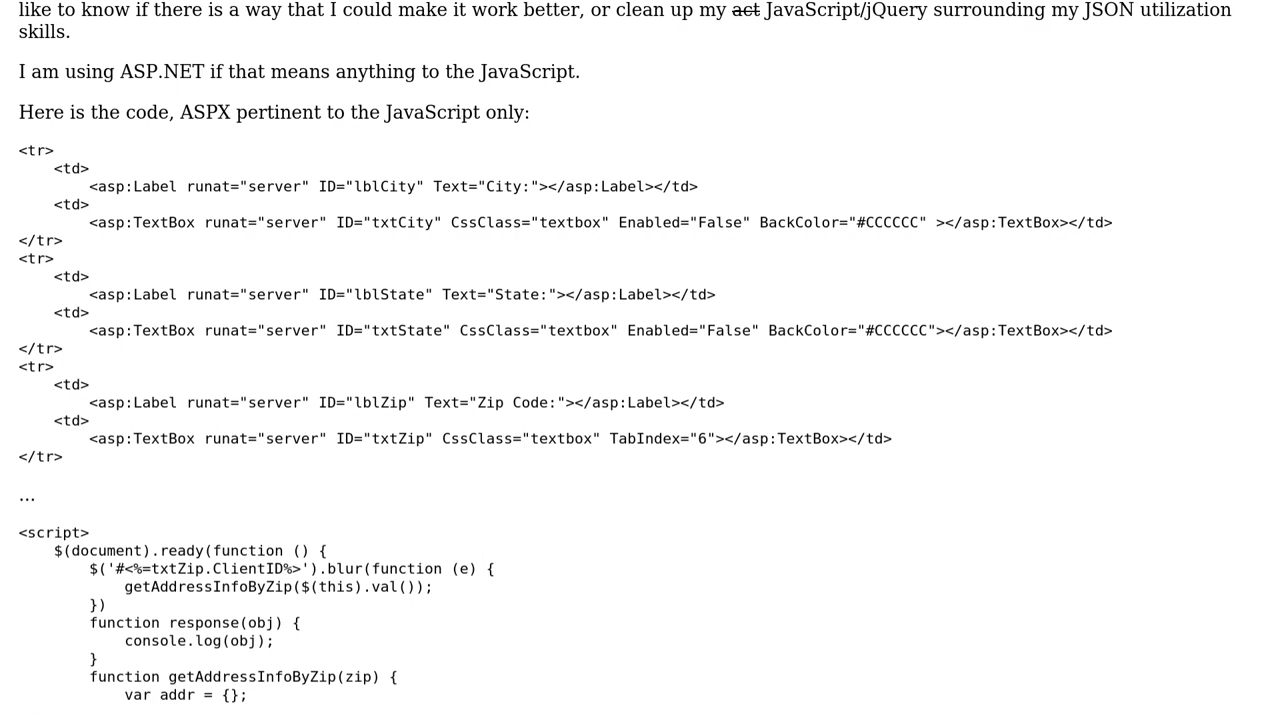 like to know if there is a way that I could make it work better, or clean up my act JavaScript/jQuery surrounding my JSON utilization
skills.
I am using ASP.NET if that means anything to the JavaScript.
Here is the code, ASPX pertinent to the JavaScript only:
<tr>
    <td>
        <asp:Label runat="server" ID="lblCity" Text="City:"></asp:Label></td>
    <td>
        <asp:TextBox runat="server" ID="txtCity" CssClass="textbox" Enabled="False" BackColor="#CCCCCC" ></asp:TextBox></td>
</tr>
<tr>
    <td>
        <asp:Label runat="server" ID="lblState" Text="State:"></asp:Label></td>
    <td>
        <asp:TextBox runat="server" ID="txtState" CssClass="textbox" Enabled="False" BackColor="#CCCCCC"></asp:TextBox></td>
</tr>
<tr>
    <td>
        <asp:Label runat="server" ID="lblZip" Text="Zip Code:"></asp:Label></td>
    <td>
        <asp:TextBox runat="server" ID="txtZip" CssClass="textbox" TabIndex="6"></asp:TextBox></td>
</tr>
...
<script>
    $(document).ready(function () {
        $('#<%=txtZip.ClientID%>').blur(function (e) {
            getAddressInfoByZip($(this).val());
        })
        function response(obj) {
            console.log(obj);
        }
        function getAddressInfoByZip(zip) {
            var addr = {};